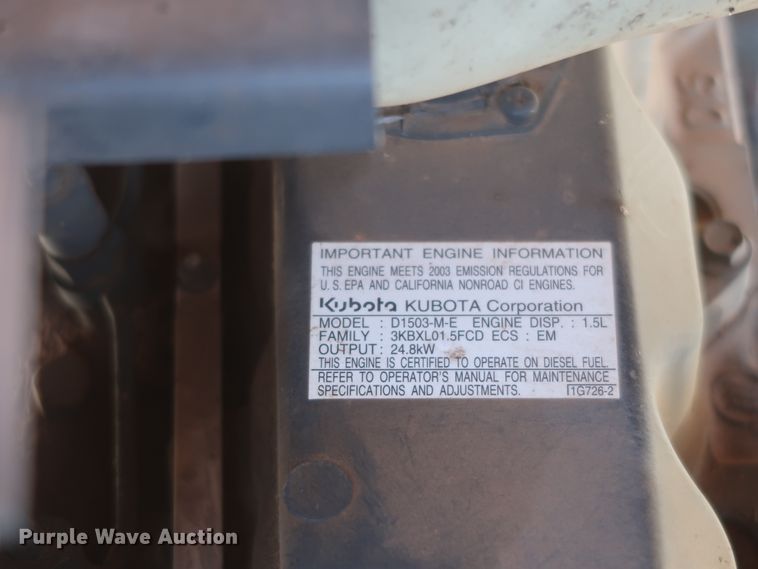 IMPORTANT ENGINE INFORMATION
THIS ENGINE MEETS 2003 EMISSION REGULATIONS FOR
U.S. EPA AND CALIFORNIA NONROAD CI ENGINES.
Kubota KUBOTA Corporation
MODEL : D1503-M-E ENGINE DISP. : 1.5L
FAMILY : 3KBXL01.5FCD ECS : EM
OUTPUT : 24.8kW
THIS ENGINE IS CERTIFIED TO OPERATE ON DIESEL FUEL.
REFER TO OPERATOR'S MANUAL FOR MAINTENANCE
SPECIFICATIONS AND ADJUSTMENTS. 1G726-2
Purple Wave Auction